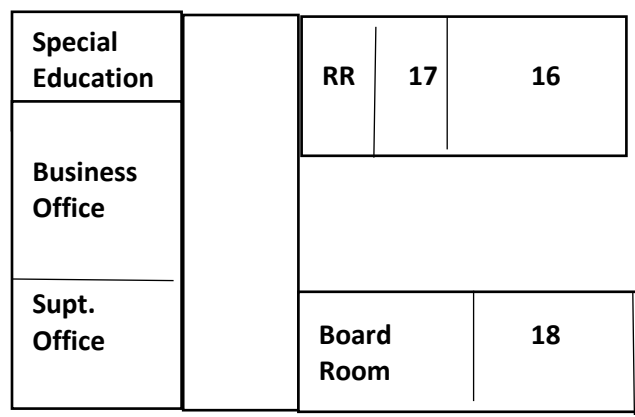 Special
Education
RR
17
16
Business
Office
Supt.
Office
Board
Room
18